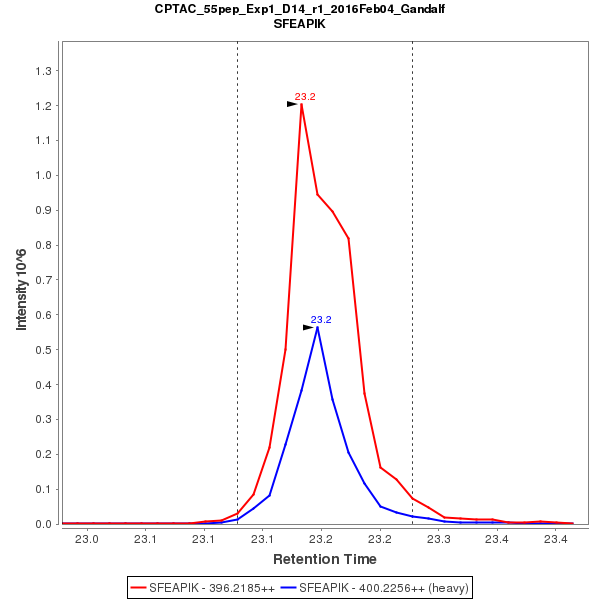 CPTAC_55pep_Exp1_D14_r1_2016Feb04_Gandalf
SFEAPIK
Intensity 10^6
1.3
1.2
1.1
1.0
0.9
0.8
0.7
0.6
0.5
0.4
0.3
0.2
0.1
0.0
23.2
23.2
23.0 23.1 23.1 23.1 23.2 23.2 23.3 23.4 23.4
Retention Time
SFEAPIK - 396.2185++ SFEAPIK - 400.2256++ (heavy)